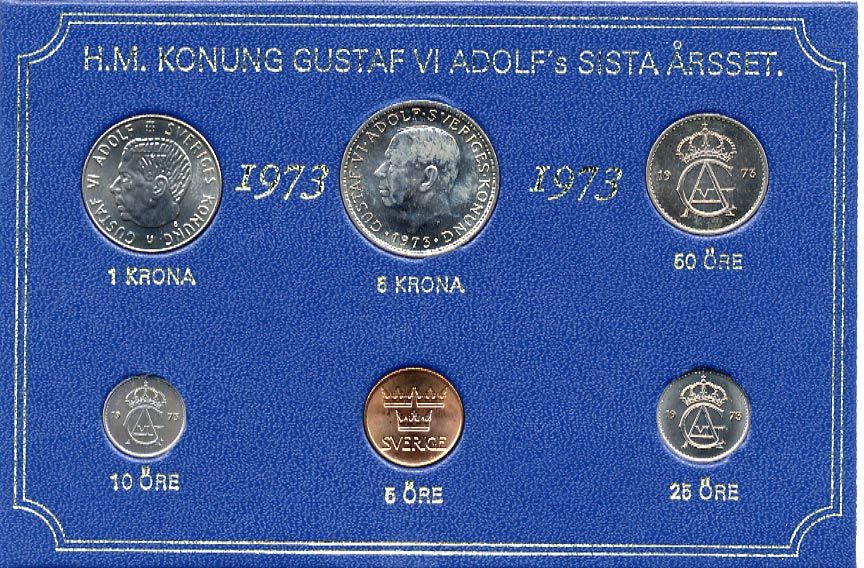 H.M. KONUNG GUSTAF VI ADOLF's SISTA ÅRSSET.
GUSTAF VI ADOLF SVERIGES KONUNG
U
1973
GUSTAF·VI·ADOLF·SVERIGES·KONUNG
·1973·
1973
19 73
1 KRONA
5 KRONA
50 ÖRE
19 73
SVERIGE
19 73
10 ÖRE
5 ÖRE
25 ÖRE